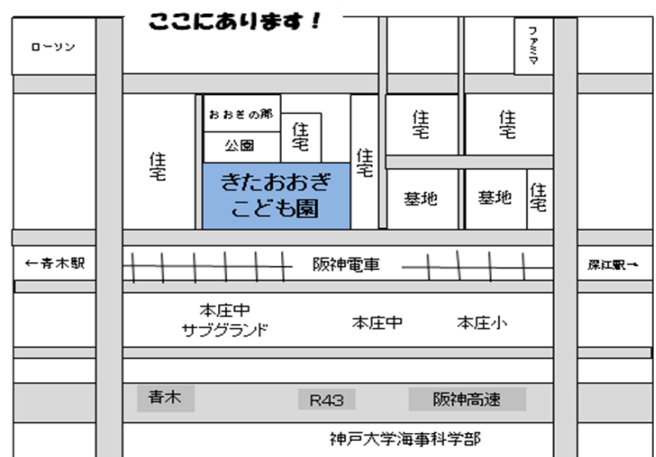 ここにあります！
ローソン
ファミマ
おおぎの郷
公園
住宅
住宅
住宅
住宅
住宅
きたおおぎ
こども園
墓地
墓地
住宅
←青木駅
阪神電車
深江駅→
本庄中
サブグランド
本庄中
本庄小
青木
R43
阪神高速
神戸大学海事科学部